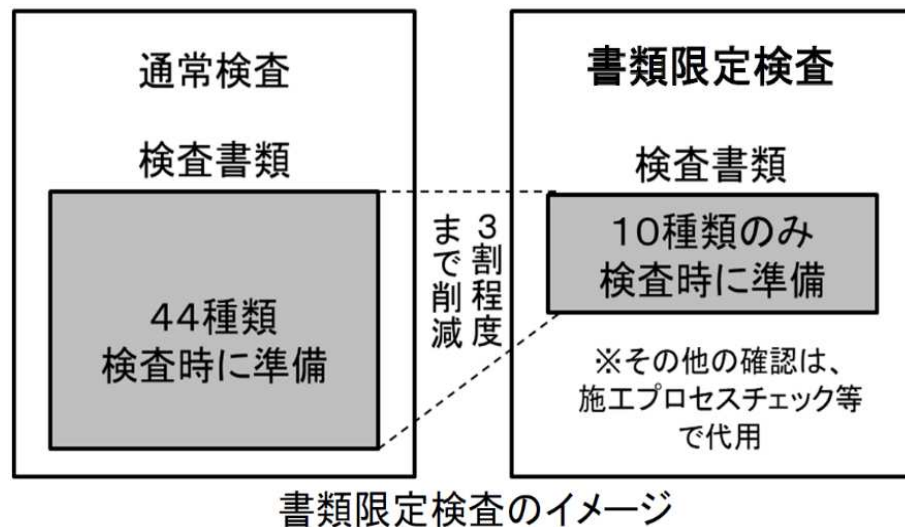 通常検査
検査書類
44種類
検査時に準備
3割程度
まで削減
書類限定検査
検査書類
10種類のみ
検査時に準備
※その他の確認は、
施工プロセスチェック等
で代用
書類限定検査のイメージ